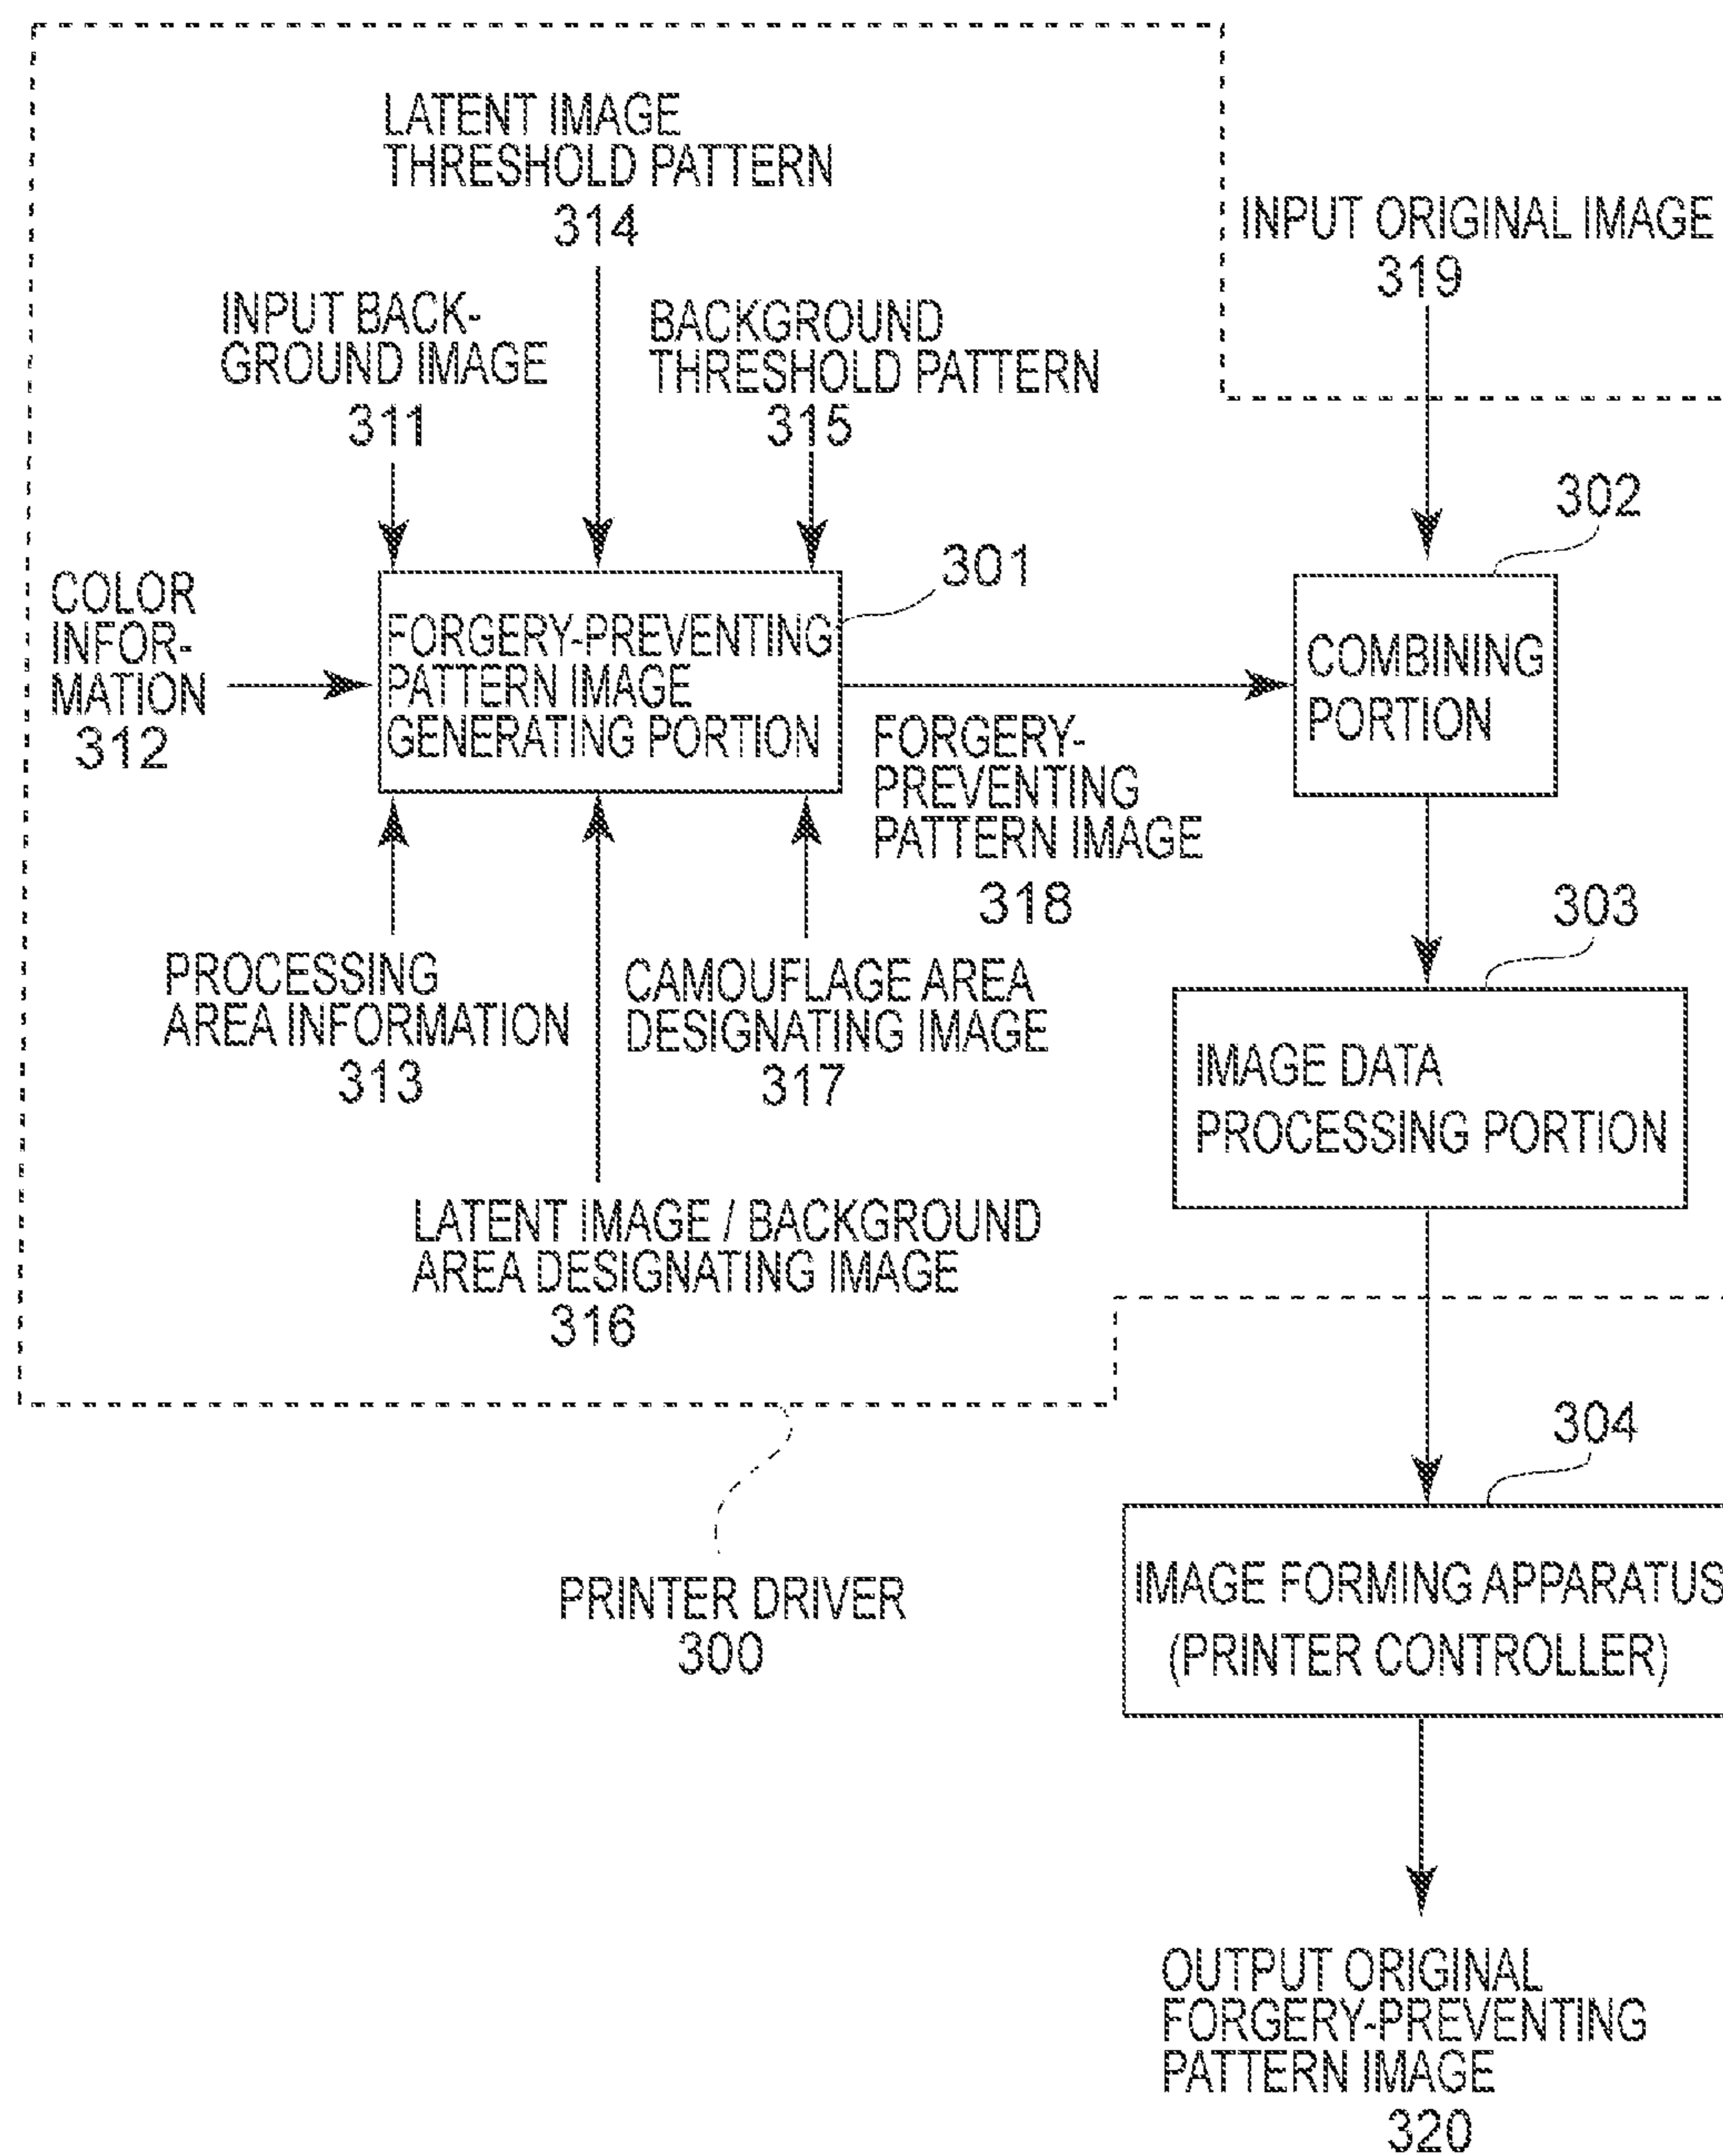 LATENT IMAGE
THRESHOLD PATTERN
314
INPUT ORIGINAL IMAGE
319
INPUT BACK-
GROUND IMAGE
311
BACKGROUND
THRESHOLD PATTERN
315
302
301
COLOR
INFOR-
MATION
312
FORGERY-PREVENTING
PATTERN IMAGE
GENERATING PORTION
COMBINING
PORTION
FORGERY-
PREVENTING
PATTERN IMAGE
318
303
PROCESSING
AREA INFORMATION
313
CAMOUFLAGE AREA
DESIGNATING IMAGE
317
IMAGE DATA
PROCESSING PORTION
LATENT IMAGE / BACKGROUND
AREA DESIGNATING IMAGE
316
304
PRINTER DRIVER
300
IMAGE FORMING APPARATUS
(PRINTER CONTROLLER)
OUTPUT ORIGINAL
FORGERY-PREVENTING
PATTERN IMAGE
320